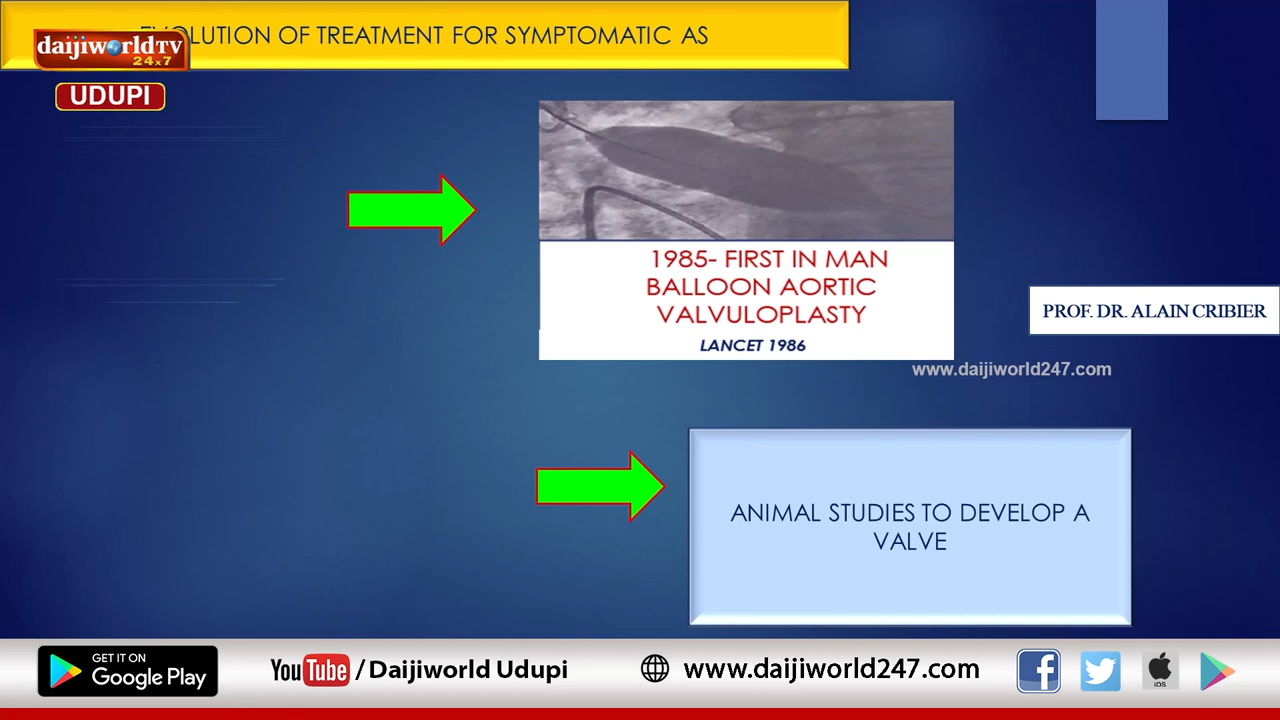 EVOLUTION OF TREATMENT FOR SYMPTOMATIC AS
daijiworldTV
24x7
UDUPI
1985- FIRST IN MAN
BALLOON AORTIC
VALVULOPLASTY
LANCET 1986
PROF. DR. ALAIN CRIBIER
www.daijiworld247.com
ANIMAL STUDIES TO DEVELOP A
VALVE
GET IT ON
Google Play
YouTube / Daijiworld Udupi
www.daijiworld247.com
iOS